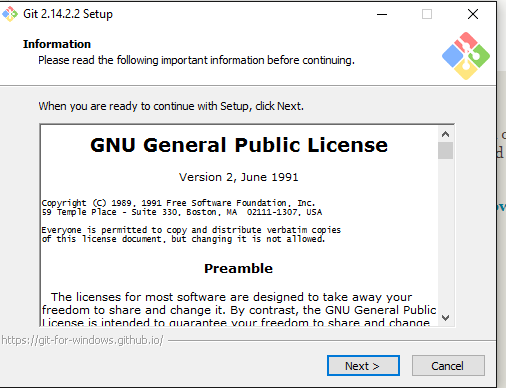 Git 2.14.2.2 Setup
Information
Please read the following important information before continuing.
When you are ready to continue with Setup, click Next.
GNU General Public License
Version 2, June 1991
Copyright (C) 1989, 1991 Free Software Foundation, Inc.
59 Temple Place - Suite 330, Boston, MA  02111-1307, USA
Everyone is permitted to copy and distribute verbatim copies
of this license document, but changing it is not allowed.
Preamble
The licenses for most software are designed to take away your
freedom to share and change it. By contrast, the GNU General Public
License is intended to guarantee your freedom to share and change
https://git-for-windows.github.io/
Next >
Cancel